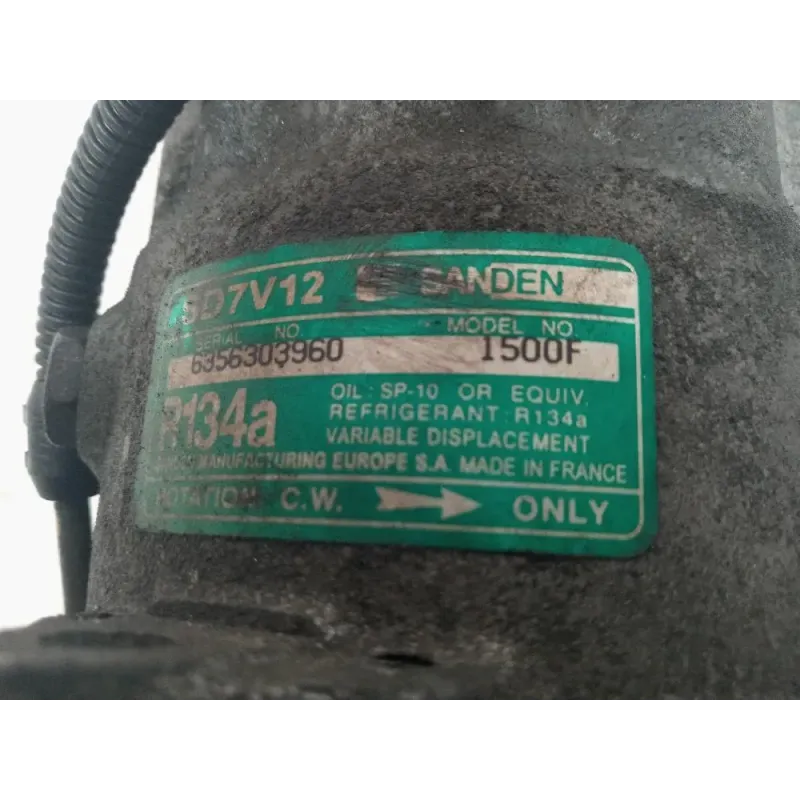 SD7V12 SANDEN
SERIAL NO. MODEL NO.
6356303960 1500F
R134a
OIL: SP-10 OR EQUIV.
REFRIGERANT: R134a
VARIABLE DISPLACEMENT
MANUFACTURING EUROPE S.A. MADE IN FRANCE
ROTATION C.W. ONLY